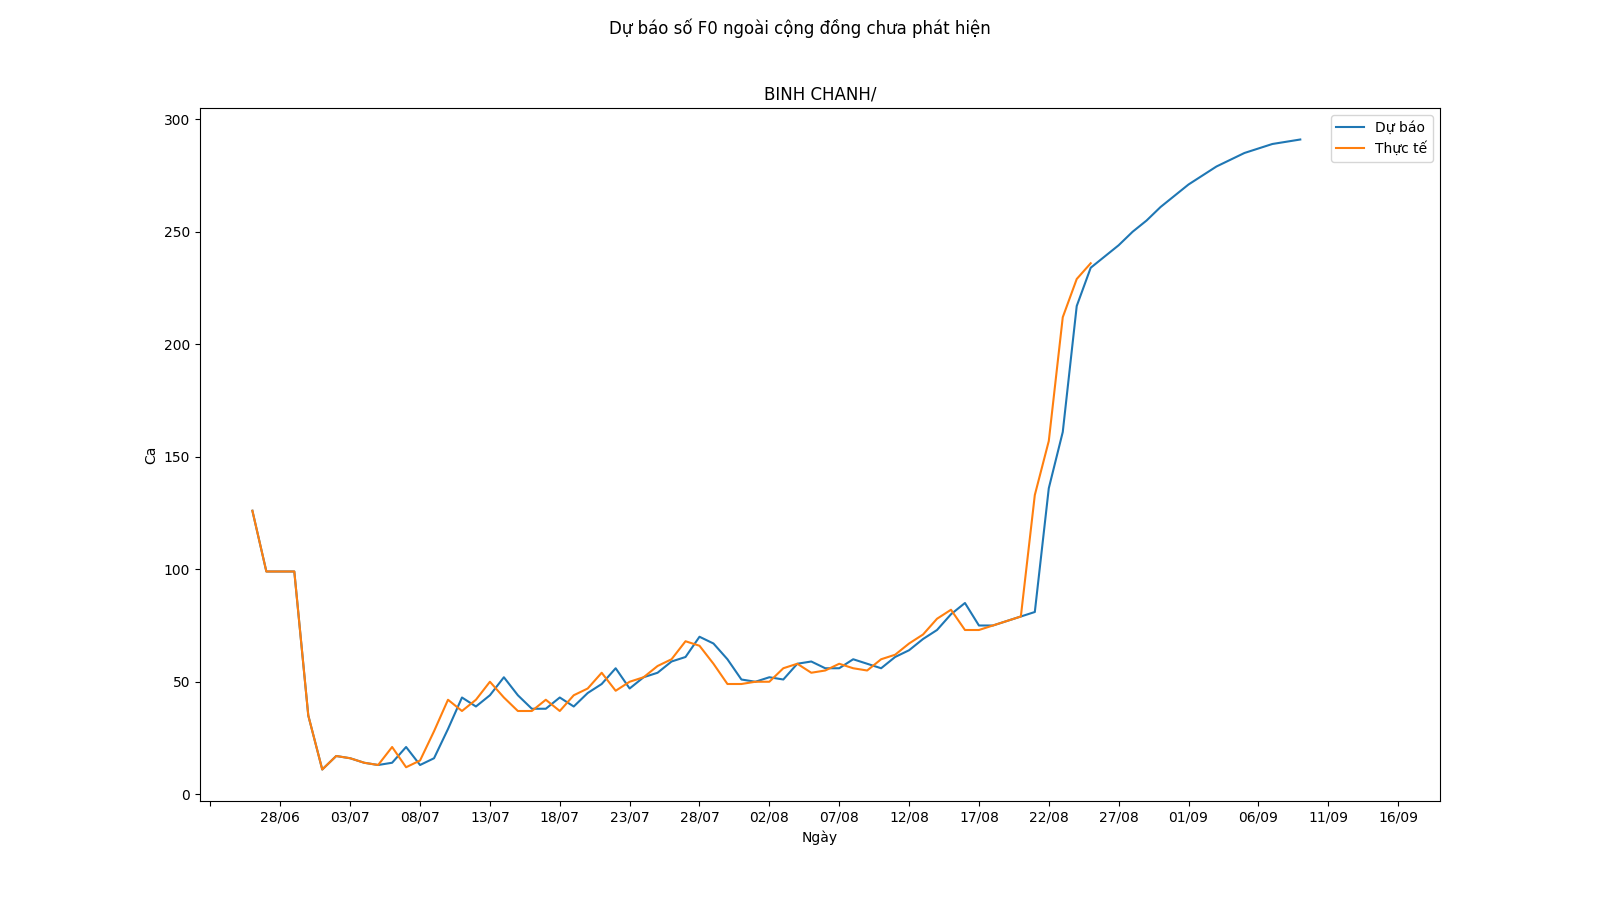 Dự báo số F0 ngoài cộng đồng chưa phát hiện
BINH CHANH/
Dự báo
Thực tế
300
250
200
150
100
50
0
Ca
28/06 03/07 08/07 13/07 18/07 23/07 28/07 02/08 07/08 12/08 17/08 22/08 27/08 01/09 06/09 11/09 16/09
Ngày